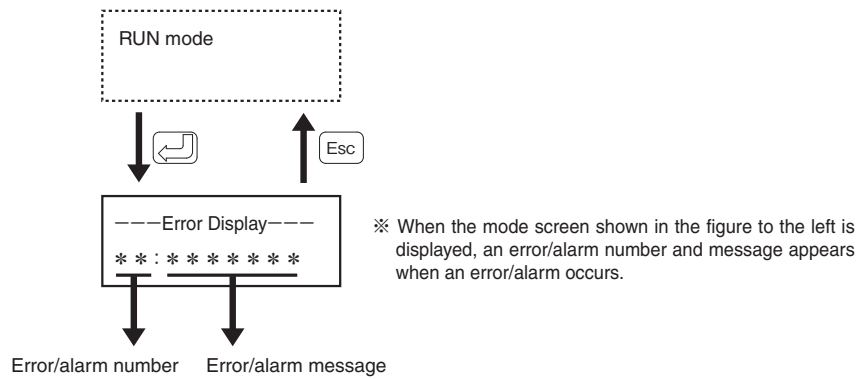 RUN mode
Esc
———Error Display———
** : *******
※ When the mode screen shown in the figure to the left is
displayed, an error/alarm number and message appears
when an error/alarm occurs.
Error/alarm number
Error/alarm message